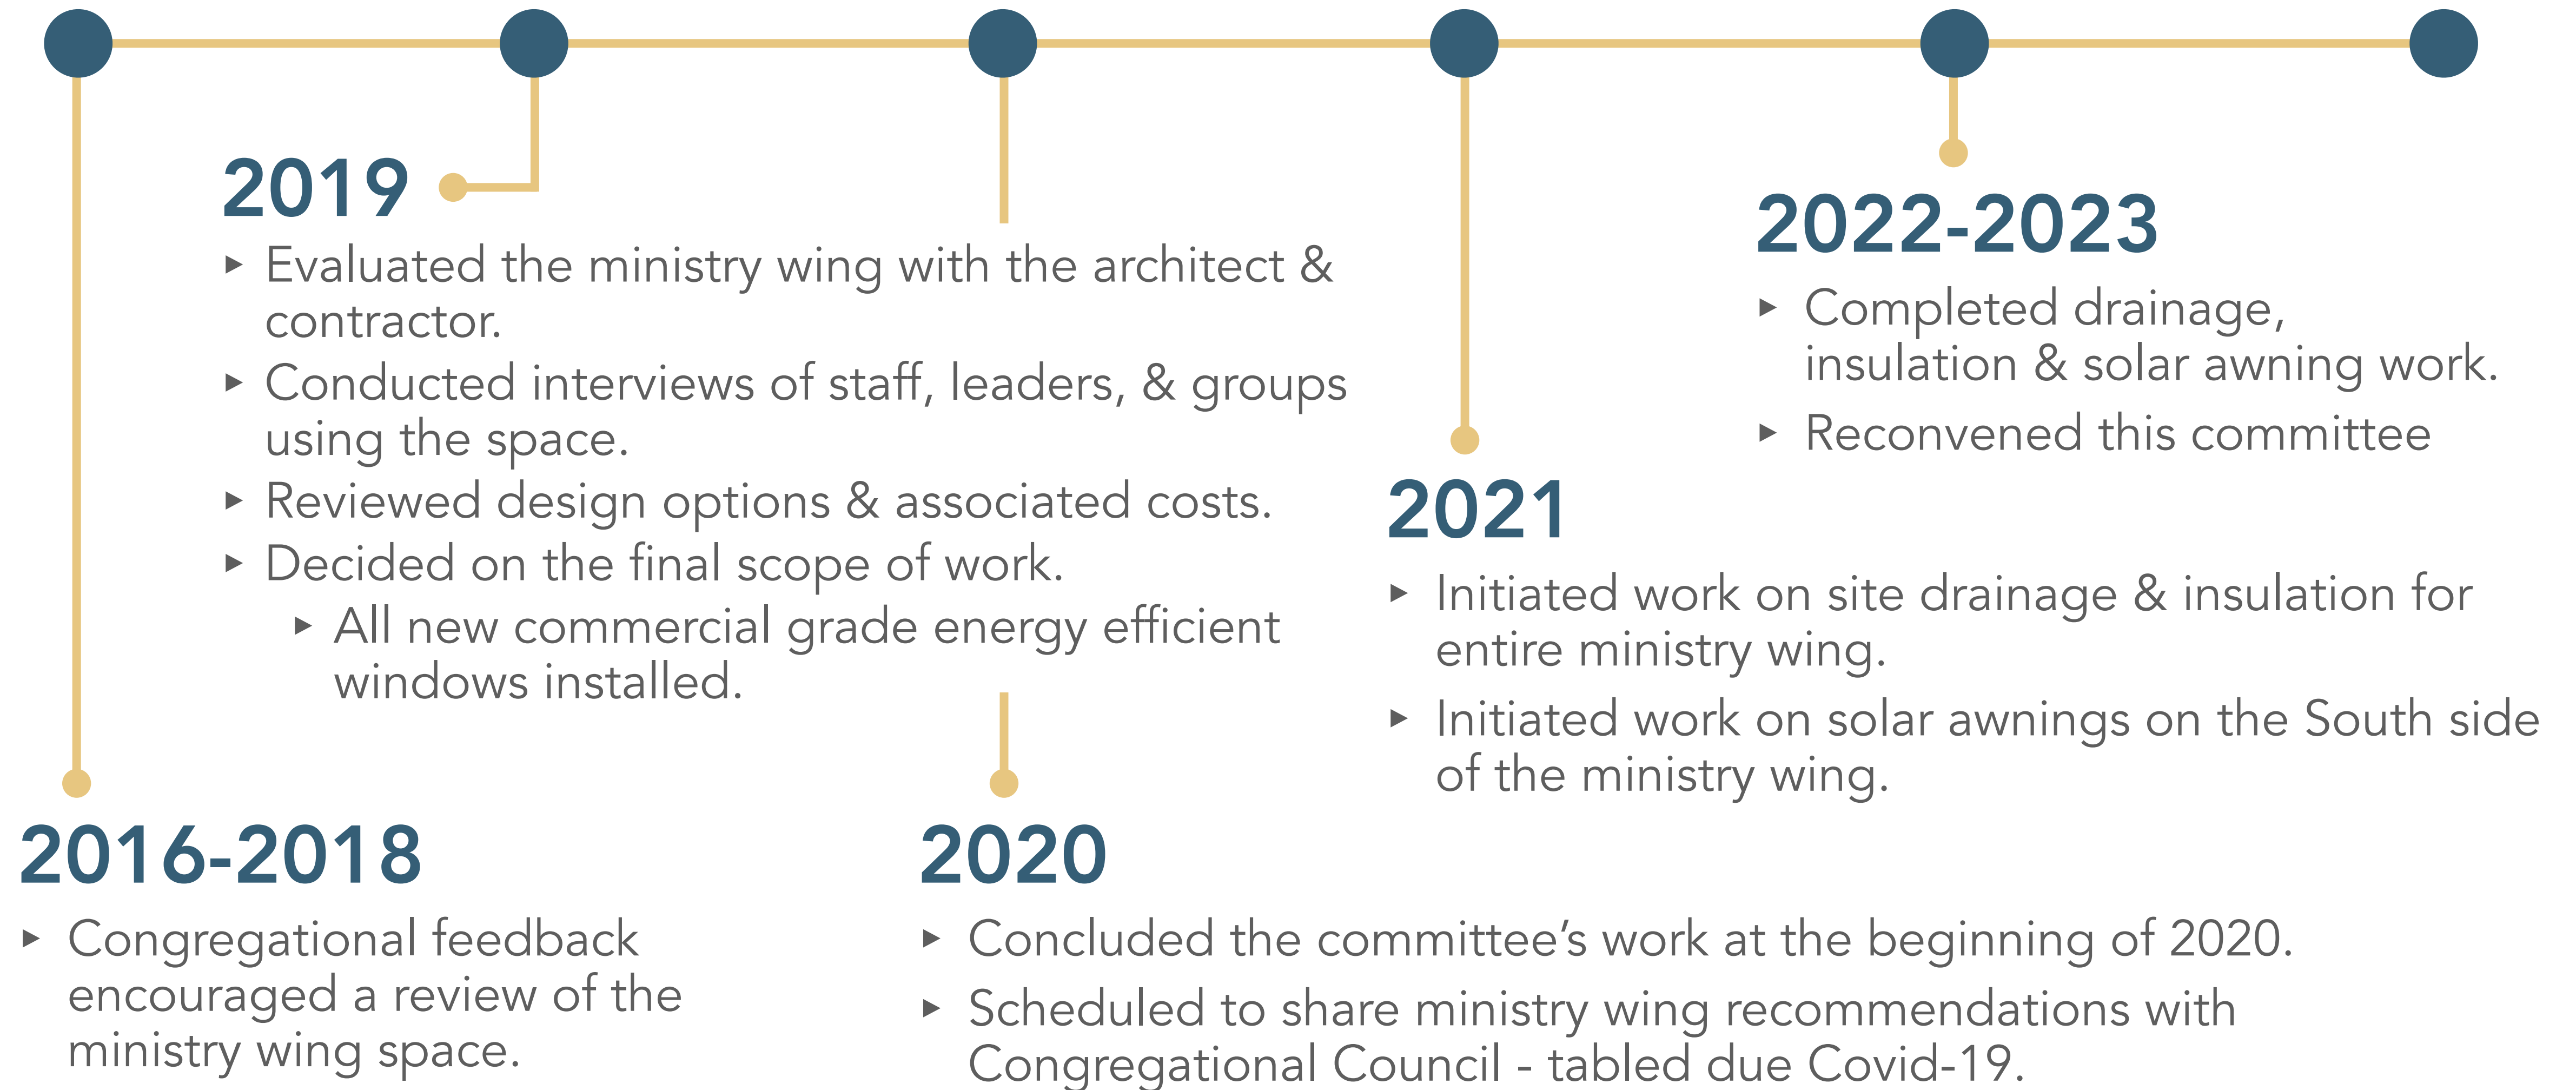 2019
▸ Evaluated the ministry wing with the architect &
contractor.
▸ Conducted interviews of staff, leaders, & groups
using the space.
▸ Reviewed design options & associated costs.
▸ Decided on the final scope of work.
▸ All new commercial grade energy efficient
windows installed.
2022-2023
▸ Completed drainage,
insulation & solar awning work.
▸ Reconvened this committee
2021
▸ Initiated work on site drainage & insulation for
entire ministry wing.
▸ Initiated work on solar awnings on the South side
of the ministry wing.
2016-2018
▸ Congregational feedback
encouraged a review of the
ministry wing space.
2020
▸ Concluded the committee’s work at the beginning of 2020.
▸ Scheduled to share ministry wing recommendations with
Congregational Council - tabled due Covid-19.